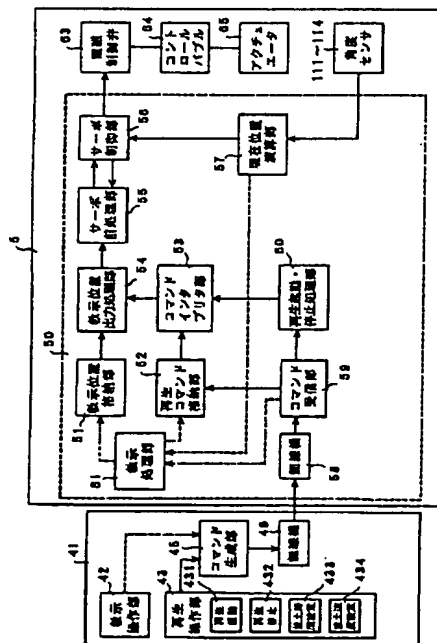 5
50
63
電磁
制御弁
64
コントロール
バルブ
65
アクチュ
エータ
56
サーボ
制御部
55
サーボ
前処理部
57
現在位置
演算部
111~114
角度
センサ
54
教示位置
出力処理部
53
コマンド
インタ
プリタ部
60
再生起動・
停止処理部
51
教示位置
格納部
52
再生
コマンド
格納部
59
コマンド
受信部
61
教示
処理部
58
無線機
41
42
教示
操作部
43
再生
操作部
45
コマンド
生成部
46
無線機
431
再生
起動
432
再生
停止
433
434